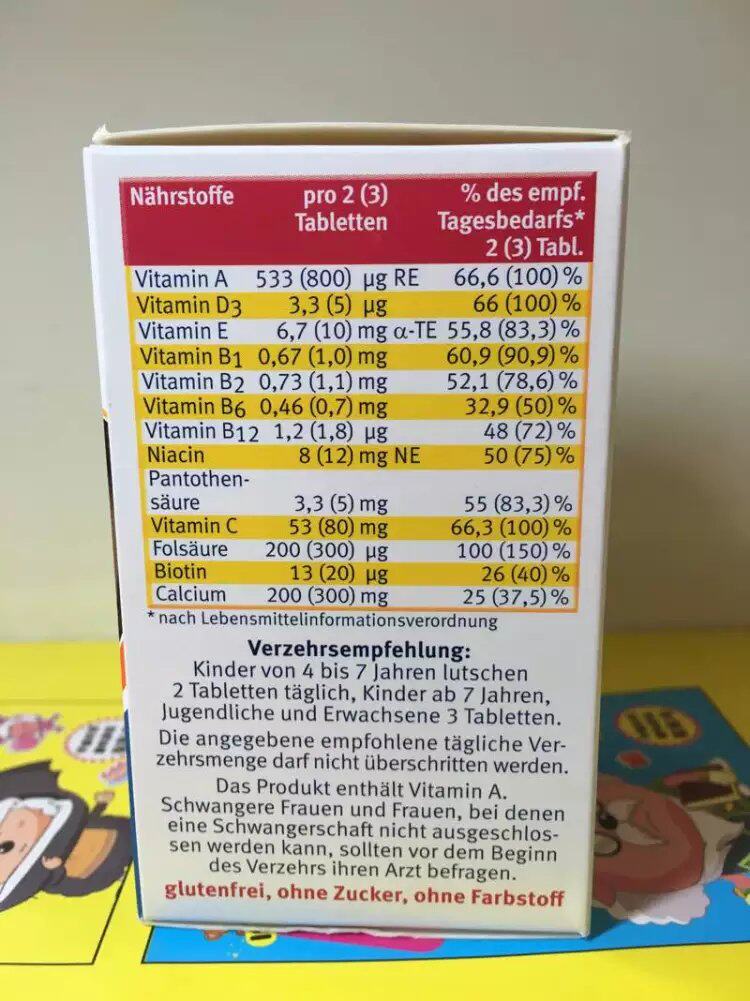 Nährstoffe pro 2 (3) % des empf.
Tabletten Tagesbedarfs*
2 (3) Tabl.
Vitamin A 533 (800) µg RE 66,6 (100) %
Vitamin D3 3,3 (5) µg 66 (100) %
Vitamin E 6,7 (10) mg α-TE 55,8 (83,3) %
Vitamin B1 0,67 (1,0) mg 60,9 (90,9) %
Vitamin B2 0,73 (1,1) mg 52,1 (78,6) %
Vitamin B6 0,46 (0,7) mg 32,9 (50) %
Vitamin B12 1,2 (1,8) µg 48 (72) %
Niacin 8 (12) mg NE 50 (75) %
Pantothen-
säure 3,3 (5) mg 55 (83,3) %
Vitamin C 53 (80) mg 66,3 (100) %
Folsäure 200 (300) µg 100 (150) %
Biotin 13 (20) µg 26 (40) %
Calcium 200 (300) mg 25 (37,5) %
* nach Lebensmittelinformationsverordnung
Verzehrsempfehlung:
Kinder von 4 bis 7 Jahren lutschen
2 Tabletten täglich, Kinder ab 7 Jahren,
Jugendliche und Erwachsene 3 Tabletten.
Die angegebene empfohlene tägliche Ver-
zehrsmenge darf nicht überschritten werden.
Das Produkt enthält Vitamin A.
Schwangere Frauen und Frauen, bei denen
eine Schwangerschaft nicht ausgeschlos-
sen werden kann, sollten vor dem Beginn
des Verzehrs ihren Arzt befragen.
glutenfrei, ohne Zucker, ohne Farbstoff